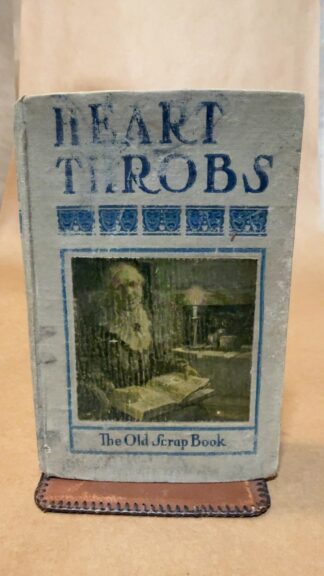 HEART
THROBS
The Old Scrap Book